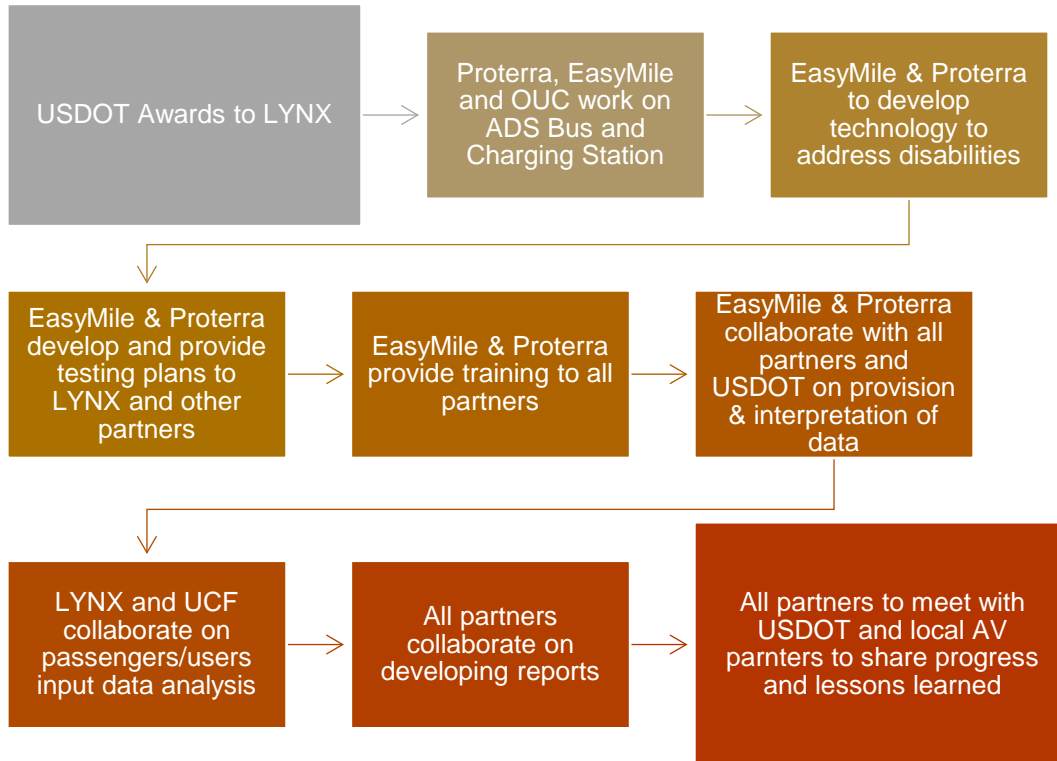 USDOT Awards to LYNX
Proterra, EasyMile
and OUC work on
ADS Bus and
Charging Station
EasyMile & Proterra
to develop
technology to
address disabilities
EasyMile & Proterra
develop and provide
testing plans to
LYNX and other
partners
EasyMile & Proterra
provide training to all
partners
EasyMile & Proterra
collaborate with all
partners and
USDOT on provision
& interpretation of
data
LYNX and UCF
collaborate on
passengers/users
input data analysis
All partners
collaborate on
developing reports
All partners to meet with
USDOT and local AV
parnters to share progress
and lessons learned